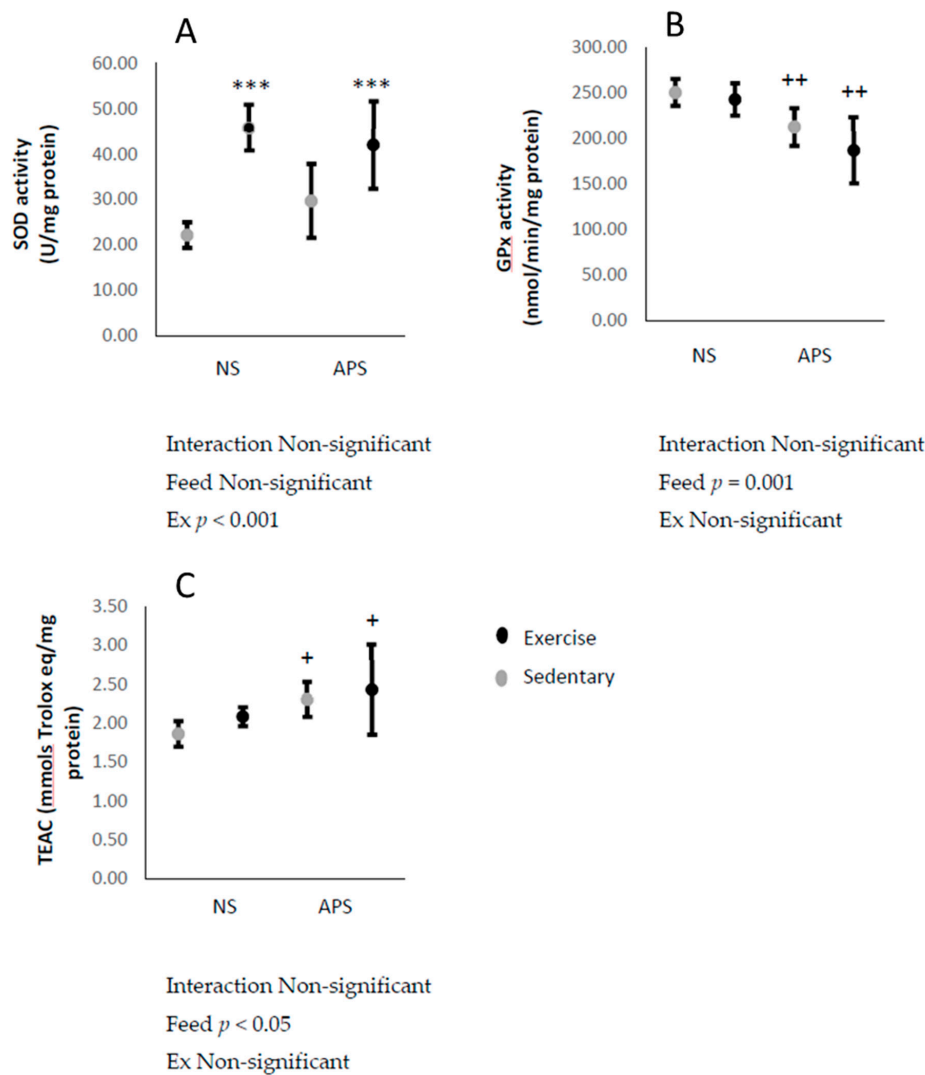 A
SOD activity
(U/mg protein)
60.00
50.00
40.00
30.00
20.00
10.00
0.00
***
***
NS
APS
Interaction Non-significant
Feed Non-significant
Ex p < 0.001
B
GPx activity
(nmol/min/mg protein)
300.00
250.00
200.00
150.00
100.00
50.00
0.00
++
++
NS
APS
Interaction Non-significant
Feed p = 0.001
Ex Non-significant
C
TEAC (mmols Trolox eq/mg
protein)
3.50
3.00
2.50
2.00
1.50
1.00
0.50
0.00
+
+
NS
APS
Exercise
Sedentary
Interaction Non-significant
Feed p < 0.05
Ex Non-significant